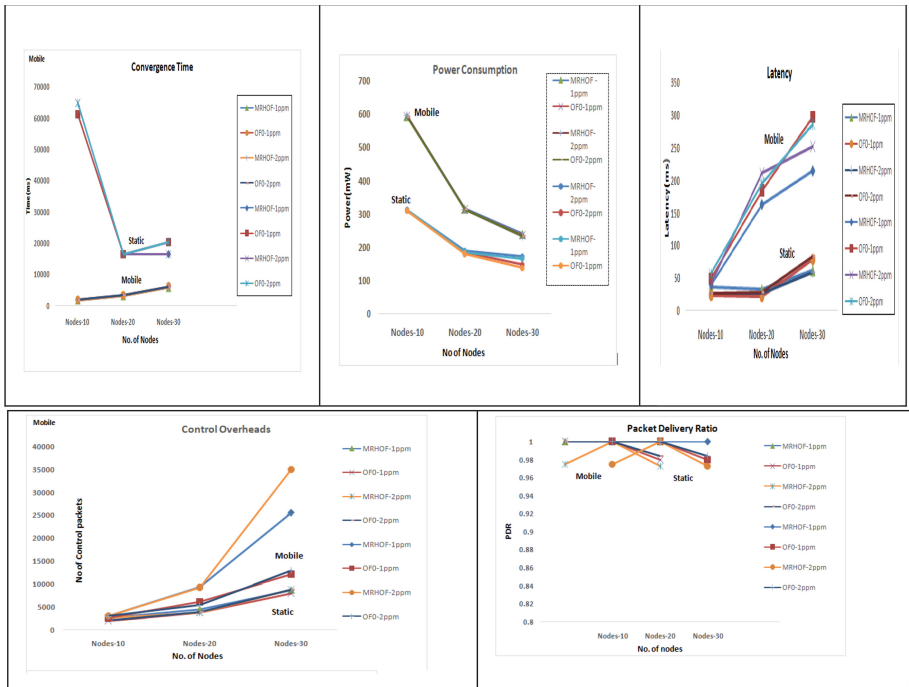 Mobile
Convergence Time
70000
60000
50000
40000
30000
20000
10000
0
Time(ms)
Static
Mobile
Nodes-10 Nodes-20 Nodes-30
No. of Nodes
MRHOF-1ppm
OF0-1ppm
MRHOF-2ppm
OF0-2ppm
MRHOF-1ppm
OF0-1ppm
MRHOF-2ppm
OF0-2ppm
Power Consumption
700
600
500
400
300
200
100
0
Power(mW)
Mobile
Static
Nodes-10 Nodes-20 Nodes-30
No of Nodes
MRHOF -
1ppm
OF0-1ppm
MRHOF-
2ppm
OF0-2ppm
MRHOF-
2ppm
OF0-2ppm
MRHOF-
1ppm
OF0-1ppm
Latency
350
300
250
200
150
100
50
0
Latency(ms)
Mobile
Static
Nodes-10 Nodes-20 Nodes-30
No. of Nodes
MRHOF-1ppm
OF0-1ppm
MRHOF-2ppm
OF0-2ppm
MRHOF-1ppm
OF0-1ppm
MRHOF-2ppm
OF0-2ppm
Mobile
Control Overheads
40000
35000
30000
25000
20000
15000
10000
5000
0
No of Control packets
Mobile
Static
Nodes-10 Nodes-20 Nodes-30
No. of Nodes
MRHOF-1ppm
OF0-1ppm
MRHOF-2ppm
OF0-2ppm
MRHOF-1ppm
OF0-1ppm
MRHOF-2ppm
OF0-2ppm
Packet Delivery Ratio
1
0.98
0.96
0.94
0.92
0.9
0.88
0.86
0.84
0.82
0.8
PDR
Mobile
Static
Nodes-10 Nodes-20 Nodes-30
No. of nodes
MRHOF-1ppm
OF0-1ppm
MRHOF-2ppm
OF0-2ppm
MRHOF-1ppm
OF0-1ppm
MRHOF-2ppm
OF0-2ppm